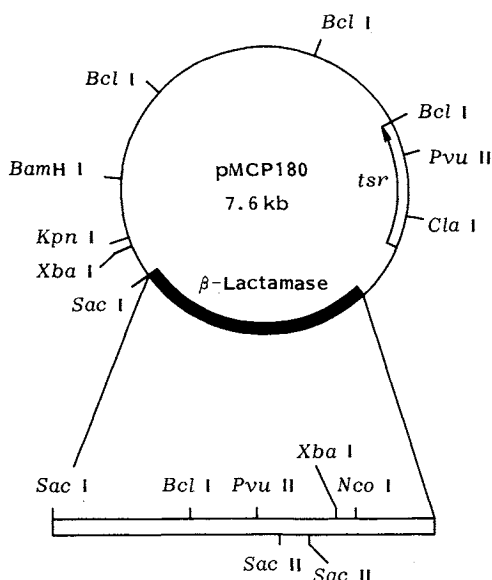 Bcl I
Bcl I
Bcl I
pMCP180
Pvu II
BamH I
tsr
7.6 kb
Cla I
Kpn I
Xba I
β-Lactamase
Sac I
Xba I
Sac I Bcl I Pvu II Nco I
Sac II
Sac II